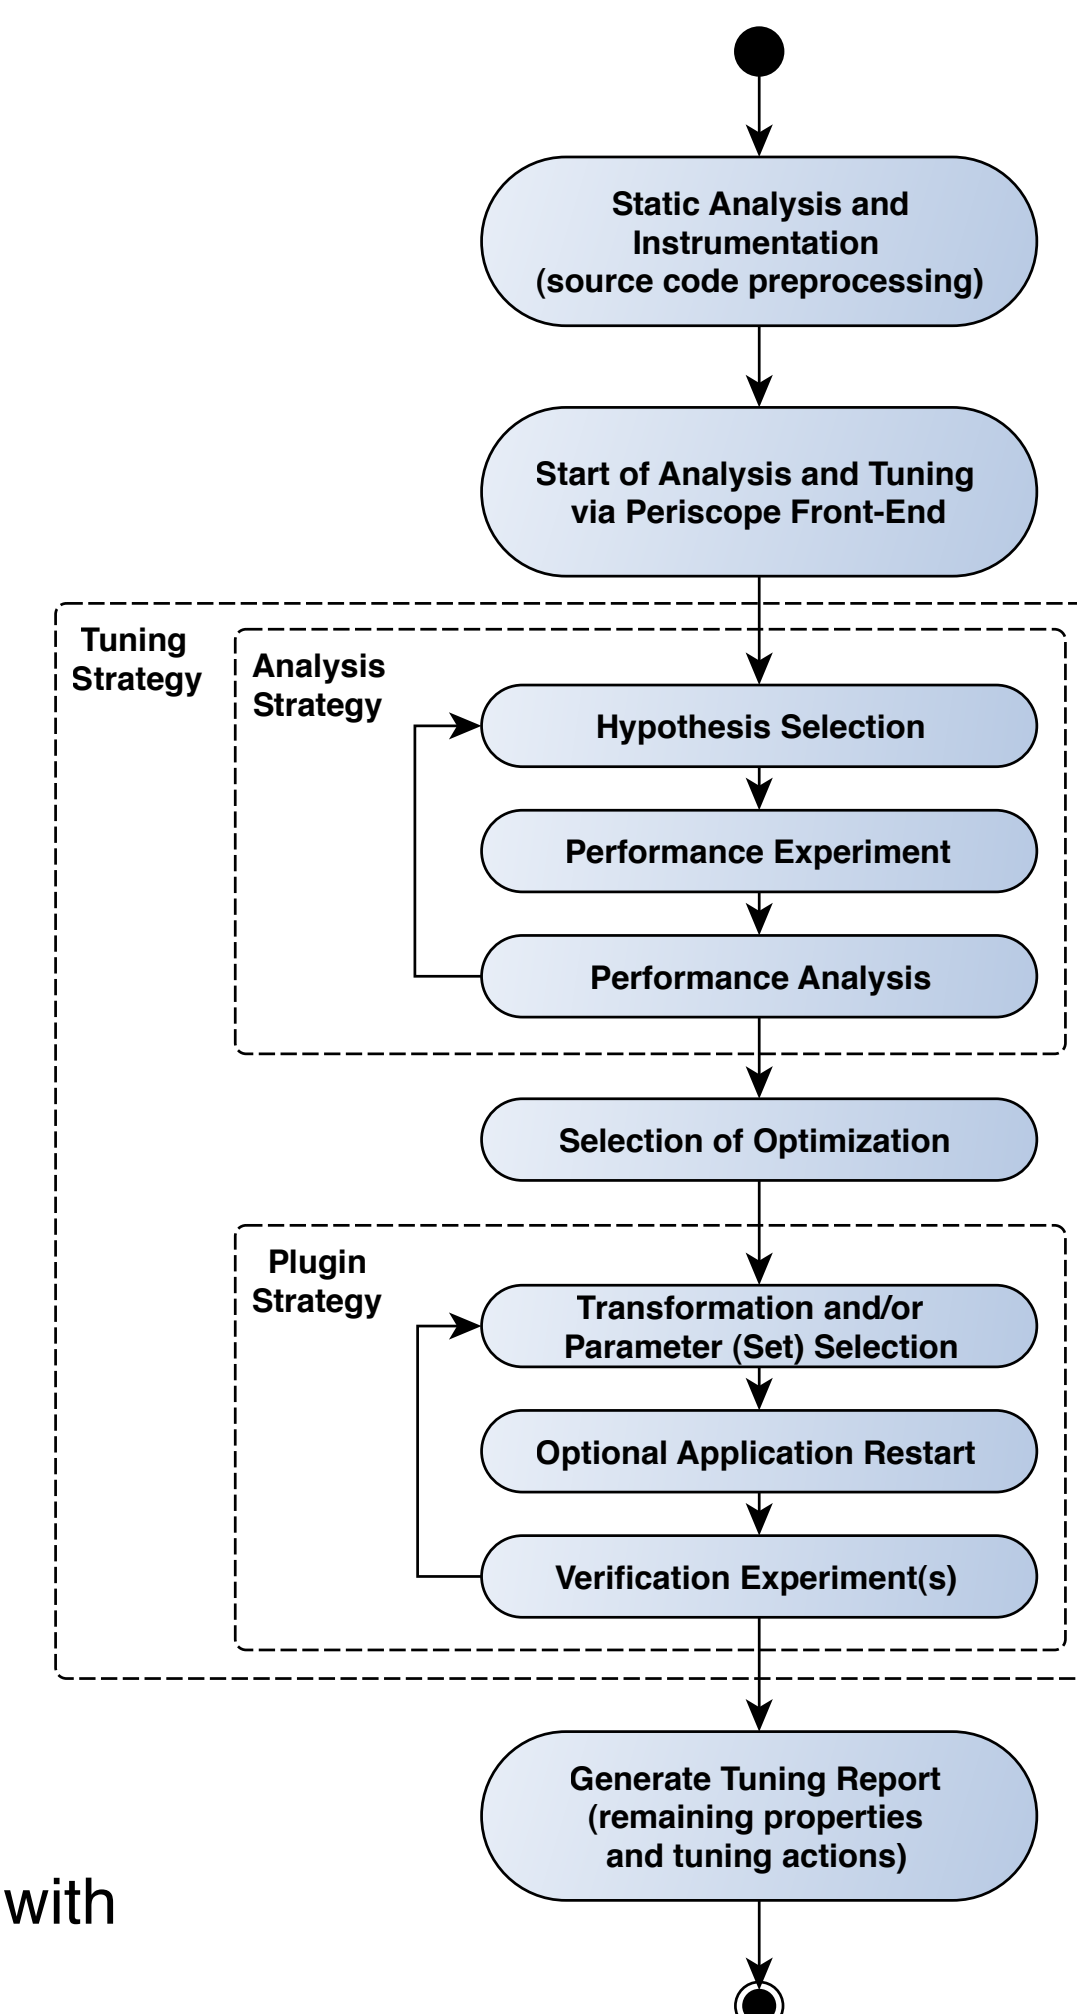 Static Analysis and
Instrumentation
(source code preprocessing)
Start of Analysis and Tuning
via Periscope Front-End
Tuning
Strategy
Analysis
Strategy
Hypothesis Selection
Performance Experiment
Performance Analysis
Selection of Optimization
Plugin
Strategy
Transformation and/or
Parameter (Set) Selection
Optional Application Restart
Verification Experiment(s)
Generate Tuning Report
(remaining properties
and tuning actions)
with